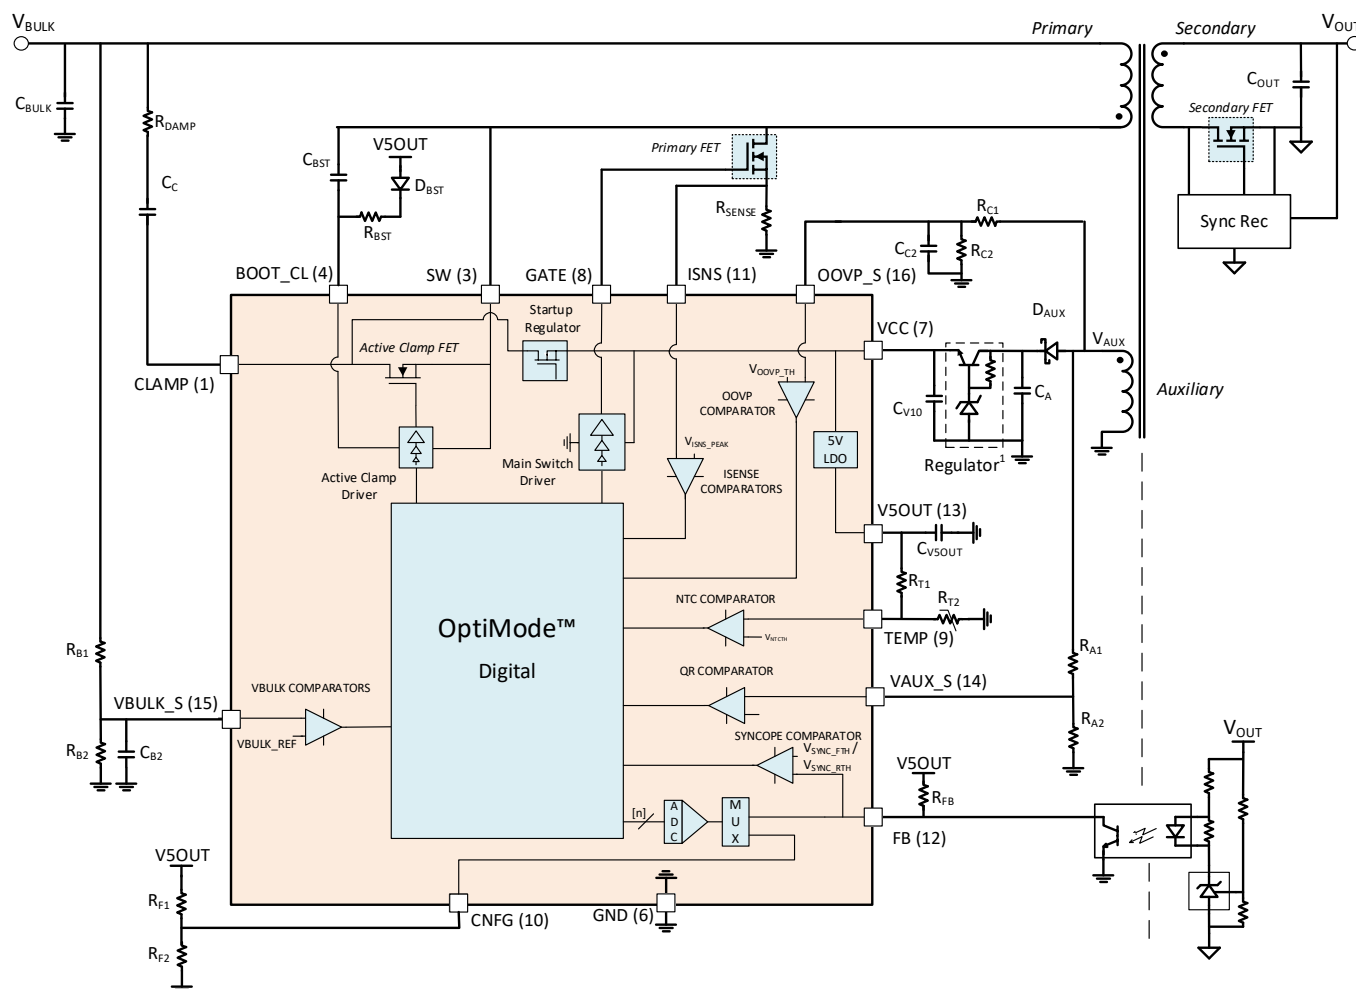 VBULK
Primary
Secondary
VOUT
CBULK
RDAMP
COUT
Secondary FET
V5OUT
Primary FET
CBST
DBST
CC
RBST
RSENSE
RC1
Sync Rec
CC2
RC2
BOOT_CL (4)
SW (3)
GATE (8)
ISNS (11)
OOVP_S (16)
Startup
Regulator
DAUX
VCC (7)
VAUX
Active Clamp FET
CLAMP (1)
VOOVP_TH
OOVP
COMPARATOR
CV10
CA
Auxiliary
VISNS_PEAK
5V
LDO
Regulator1
Main Switch
Driver
ISENSE
COMPARATORS
Active Clamp
Driver
V5OUT (13)
CV5OUT
RT1
RT2
NTC COMPARATOR
OptiMode™
Digital
VNTCTH
TEMP (9)
RB1
RA1
QR COMPARATOR
VBULK COMPARATORS
VAUX_S (14)
VBULK_S (15)
RA2
VBULK_REF
SYNCOPE COMPARATOR
VSYNC_FTH /
VSYNC_RTH
RB2
CB2
VOUT
V5OUT
RFB
[n]
ADC
MUX
FB (12)
V5OUT
RF1
CNFG (10)
GND (6)
RF2